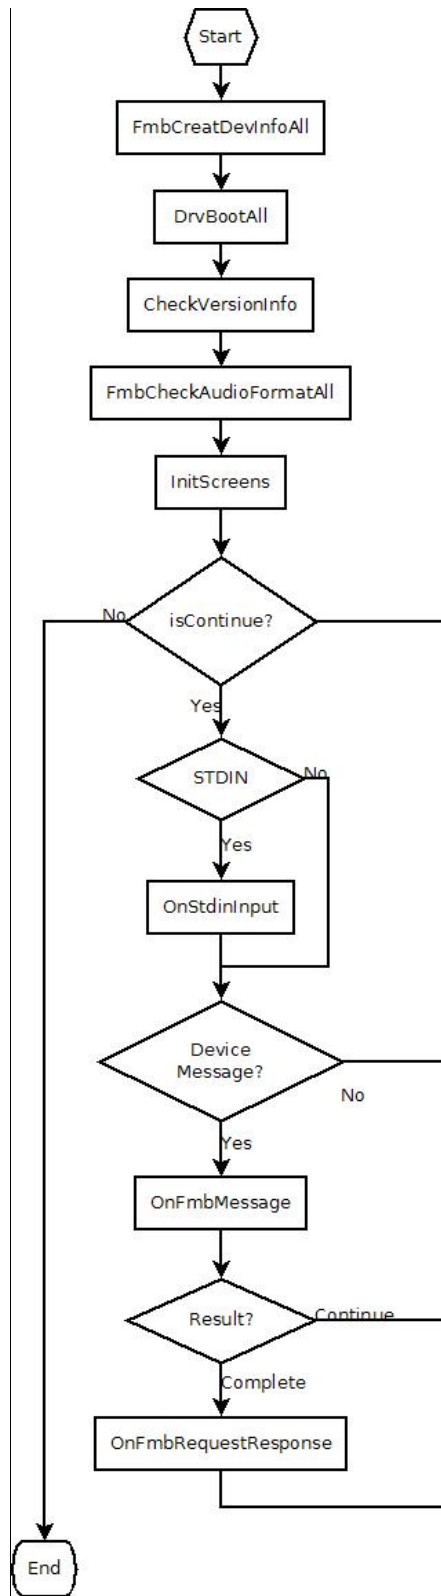 Start
FmbCreatDevInfoAll
DrvBootAll
CheckVersionInfo
FmbCheckAudioFormatAll
InitScreens
No
isContinue?
Yes
STDIN
No
Yes
OnStdinInput
Device
Message?
No
Yes
OnFmbMessage
Result?
Continue
Complete
OnFmbRequestResponse
End